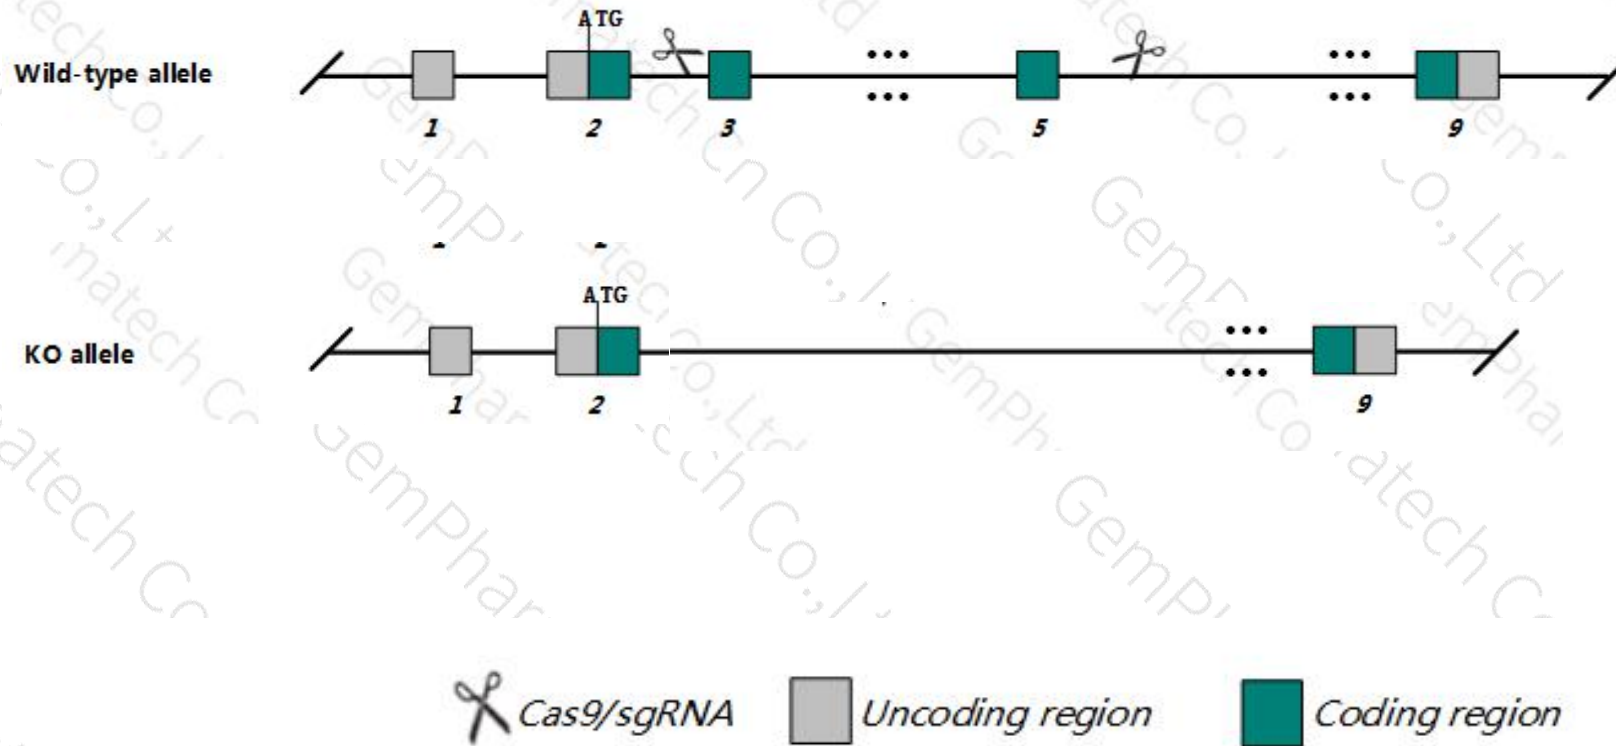 ATG
Wild-type allele
1 2 3 5 9
ATG
KO allele
1 2 9
Cas9/sgRNA Uncoding region Coding region